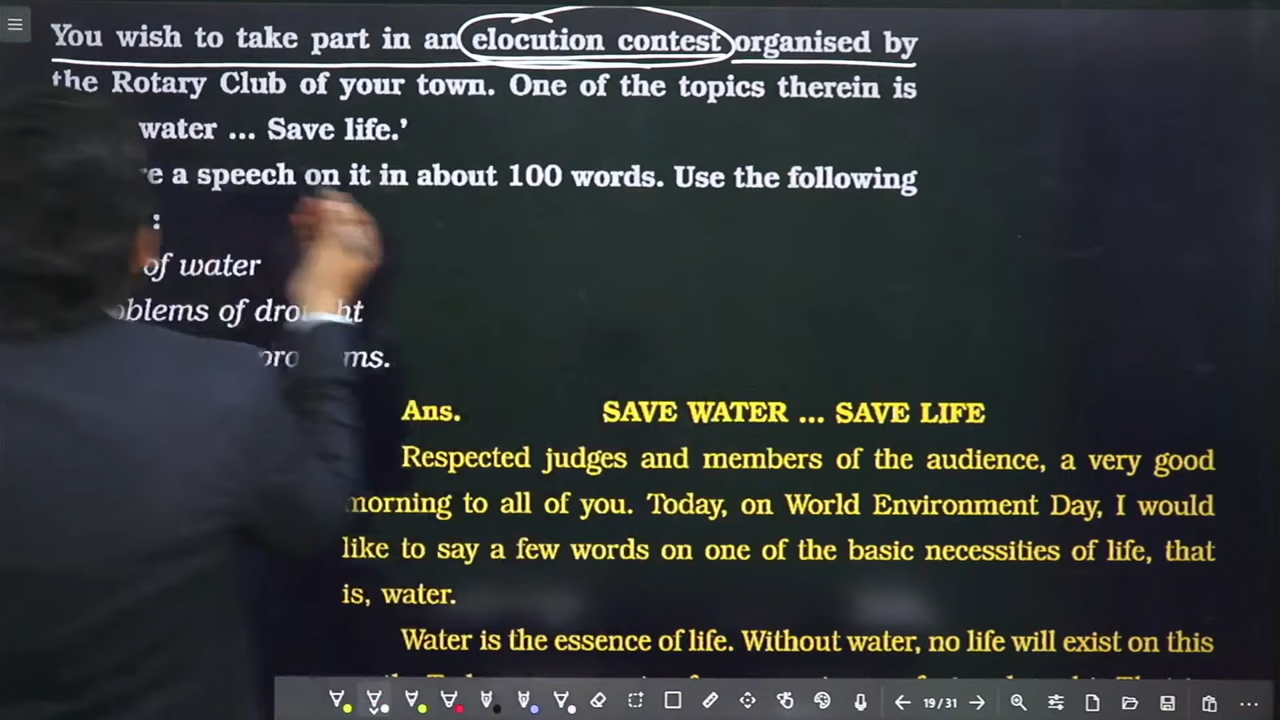 You wish to take part in an elocution contest organised by
the Rotary Club of your town. One of the topics therein is
water ... Save life.’
a speech on it in about 100 words. Use the following
:
of water
of
Ans. SAVE WATER ... SAVE LIFE
Respected judges and members of the audience, a very good
morning to all of you. Today, on World Environment Day, I would
like to say a few words on one of the basic necessities of life, that
is, water.
Water is the essence of life. Without water, no life will exist on this
19/31